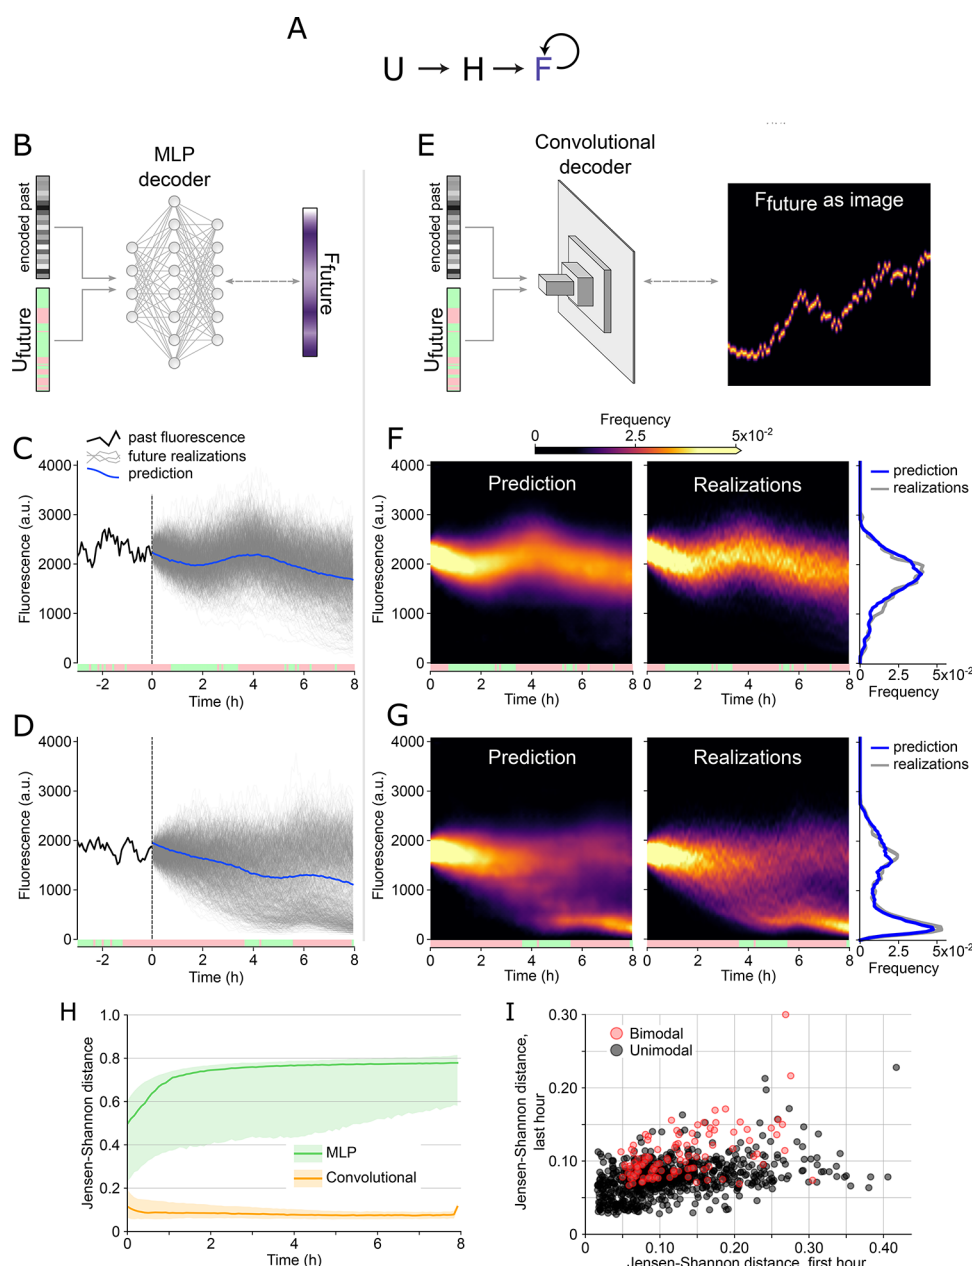 A
U → H → F
B
MLP
decoder
encoded past
Ufuture
Ffuture
E
Convolutional
decoder
encoded past
Ufuture
Ffuture as image
C
past fluorescence
future realizations
prediction
4000
3000
2000
1000
0
Fluorescence (a.u.)
-2 0 2 4 6 8
Time (h)
F
Frequency
0 2.5 5x10-2
Prediction
Realizations
prediction
realizations
4000
3000
2000
1000
0
Fluorescence (a.u.)
0 2 4 6 8
Time (h)
0 2 4 6 8
Time (h)
0 2.5 5x10-2
Frequency
D
4000
3000
2000
1000
0
Fluorescence (a.u.)
-2 0 2 4 6 8
Time (h)
G
Prediction
Realizations
prediction
realizations
4000
3000
2000
1000
0
Fluorescence (a.u.)
0 2 4 6 8
Time (h)
0 2 4 6 8
Time (h)
0 2.5 5x10-2
Frequency
H
1.0
0.8
0.6
0.4
0.2
0
Jensen-Shannon distance
MLP
Convolutional
0 2 4 6 8
Time (h)
I
0.30
0.20
0.10
0
Jensen-Shannon distance,
last hour
Bimodal
Unimodal
0 0.10 0.20 0.30 0.40
Jensen-Shannon distance, first hour